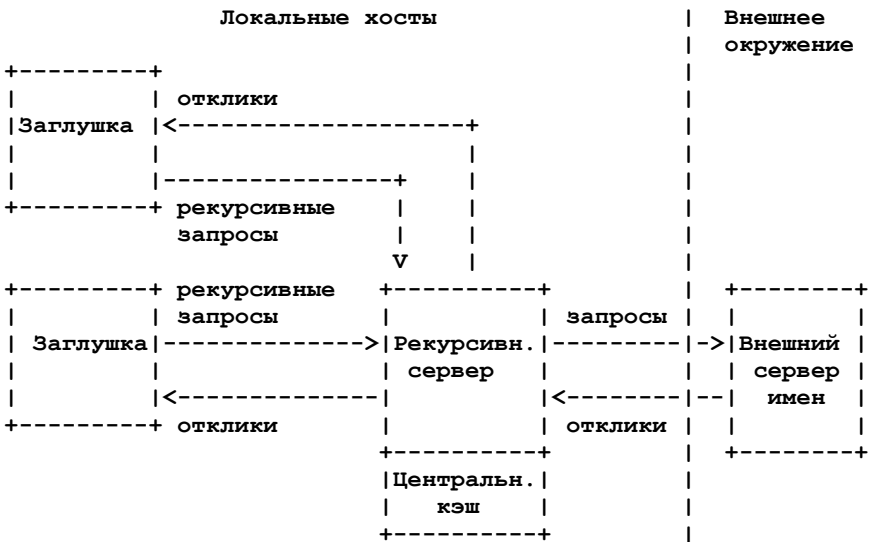 Локальные хосты | Внешнее
| окружение
+---------+ |
| | отклики |
|Заглушка |<--------------------+ |
| | | |
| |----------------+ | |
+---------+ рекурсивные | | |
запросы | | |
V | |
+---------+ рекурсивные +----------+ | +--------+
| | запросы | | запросы | | |
| Заглушка|-------------->|Рекурсивн.|---------|->|Внешний |
| | | сервер | | | сервер |
| |<--------------| |<--------|--| имен |
+---------+ отклики | | отклики | | |
+----------+ | +--------+
|Центральн.| |
| кэш | |
+----------+ |